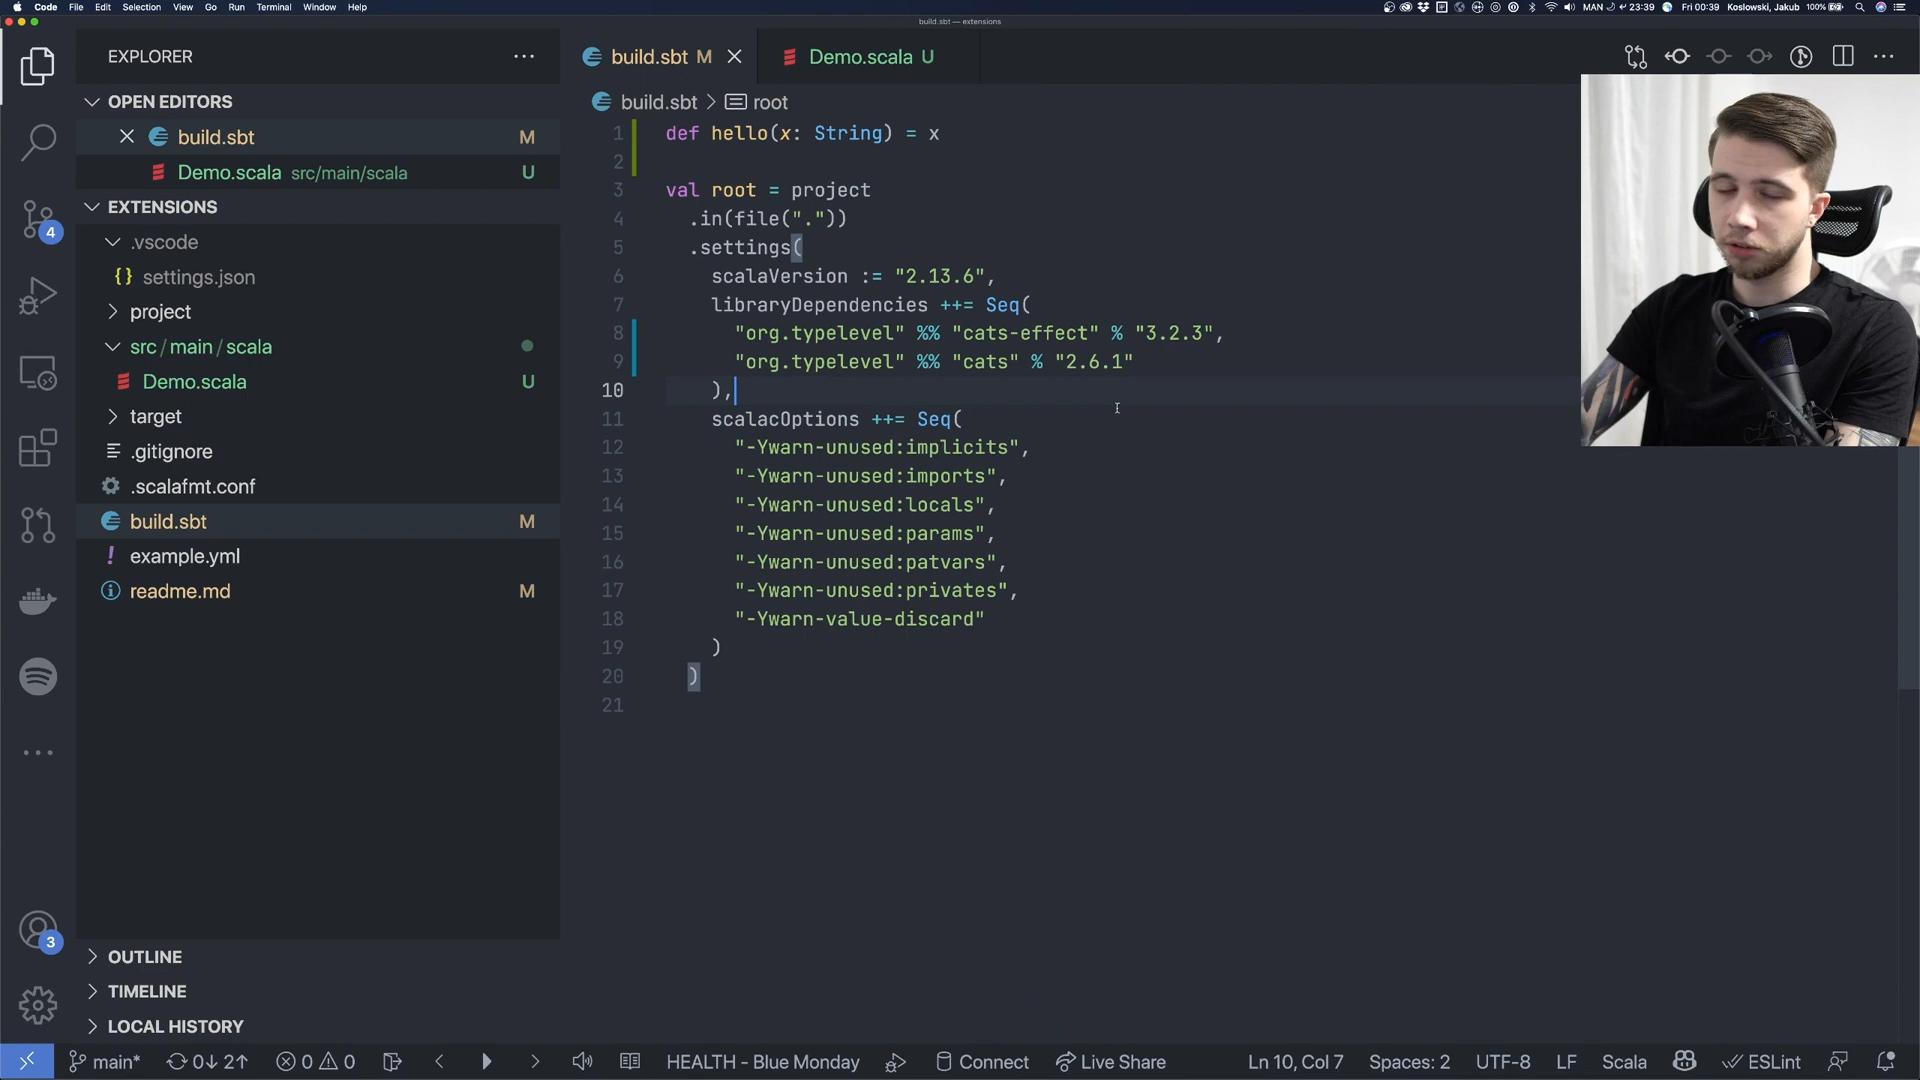 Code File Edit Selection View Go Run Terminal Window Help
MAN 23:39 Fri 00:39 Koslowski, Jakub 100%
build.sbt — extensions
EXPLORER
OPEN EDITORS
build.sbt M
Demo.scala src/main/scala U
EXTENSIONS
.vscode
{} settings.json
project
src/main/scala
Demo.scala U
target
.gitignore
.scalafmt.conf
build.sbt M
! example.yml
readme.md M
OUTLINE
TIMELINE
LOCAL HISTORY
4
3
build.sbt M
Demo.scala U
build.sbt > root
1 def hello(x: String) = x
2
3 val root = project
4 .in(file("."))
5 .settings(
6 scalaVersion := "2.13.6",
7 libraryDependencies ++= Seq(
8 "org.typelevel" %% "cats-effect" % "3.2.3",
9 "org.typelevel" %% "cats" % "2.6.1"
10 ),
11 scalacOptions ++= Seq(
12 "-Ywarn-unused:implicits",
13 "-Ywarn-unused:imports",
14 "-Ywarn-unused:locals",
15 "-Ywarn-unused:params",
16 "-Ywarn-unused:patvars",
17 "-Ywarn-unused:privates",
18 "-Ywarn-value-discard"
19 )
20 )
21
main* 0↓ 2↑ 0 0 HEALTH - Blue Monday Connect Live Share Ln 10, Col 7 Spaces: 2 UTF-8 LF Scala ESLint